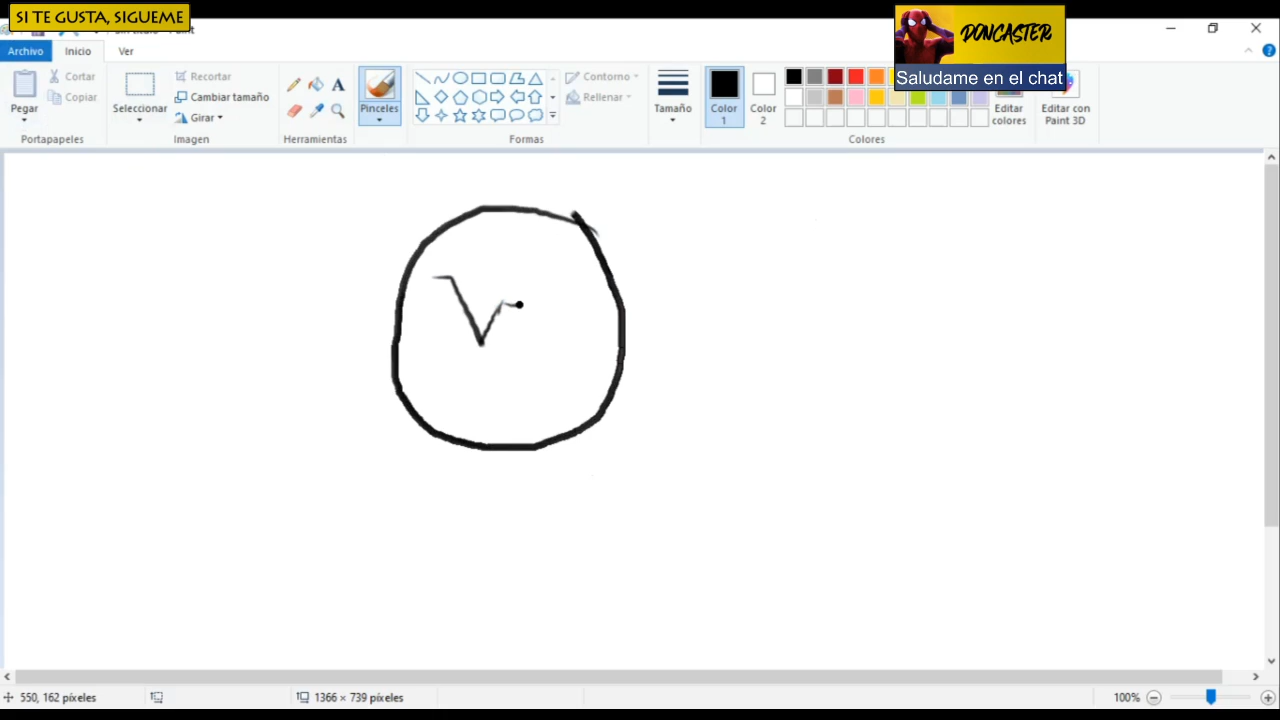 SI TE GUSTA, SIGUEME
DONCASTER
Saludame en el chat
Archivo Inicio Ver
Pegar
Cortar
Copiar
Portapapeles
Seleccionar
Recortar
Cambiar tamaño
Girar
Imagen
A
Herramientas
Pinceles
Contorno
Rellenar
Formas
Tamaño
Color 1
Color 2
Editar colores
Colores
Editar con Paint 3D
V
550, 162 píxeles
1366 × 739 píxeles
100%